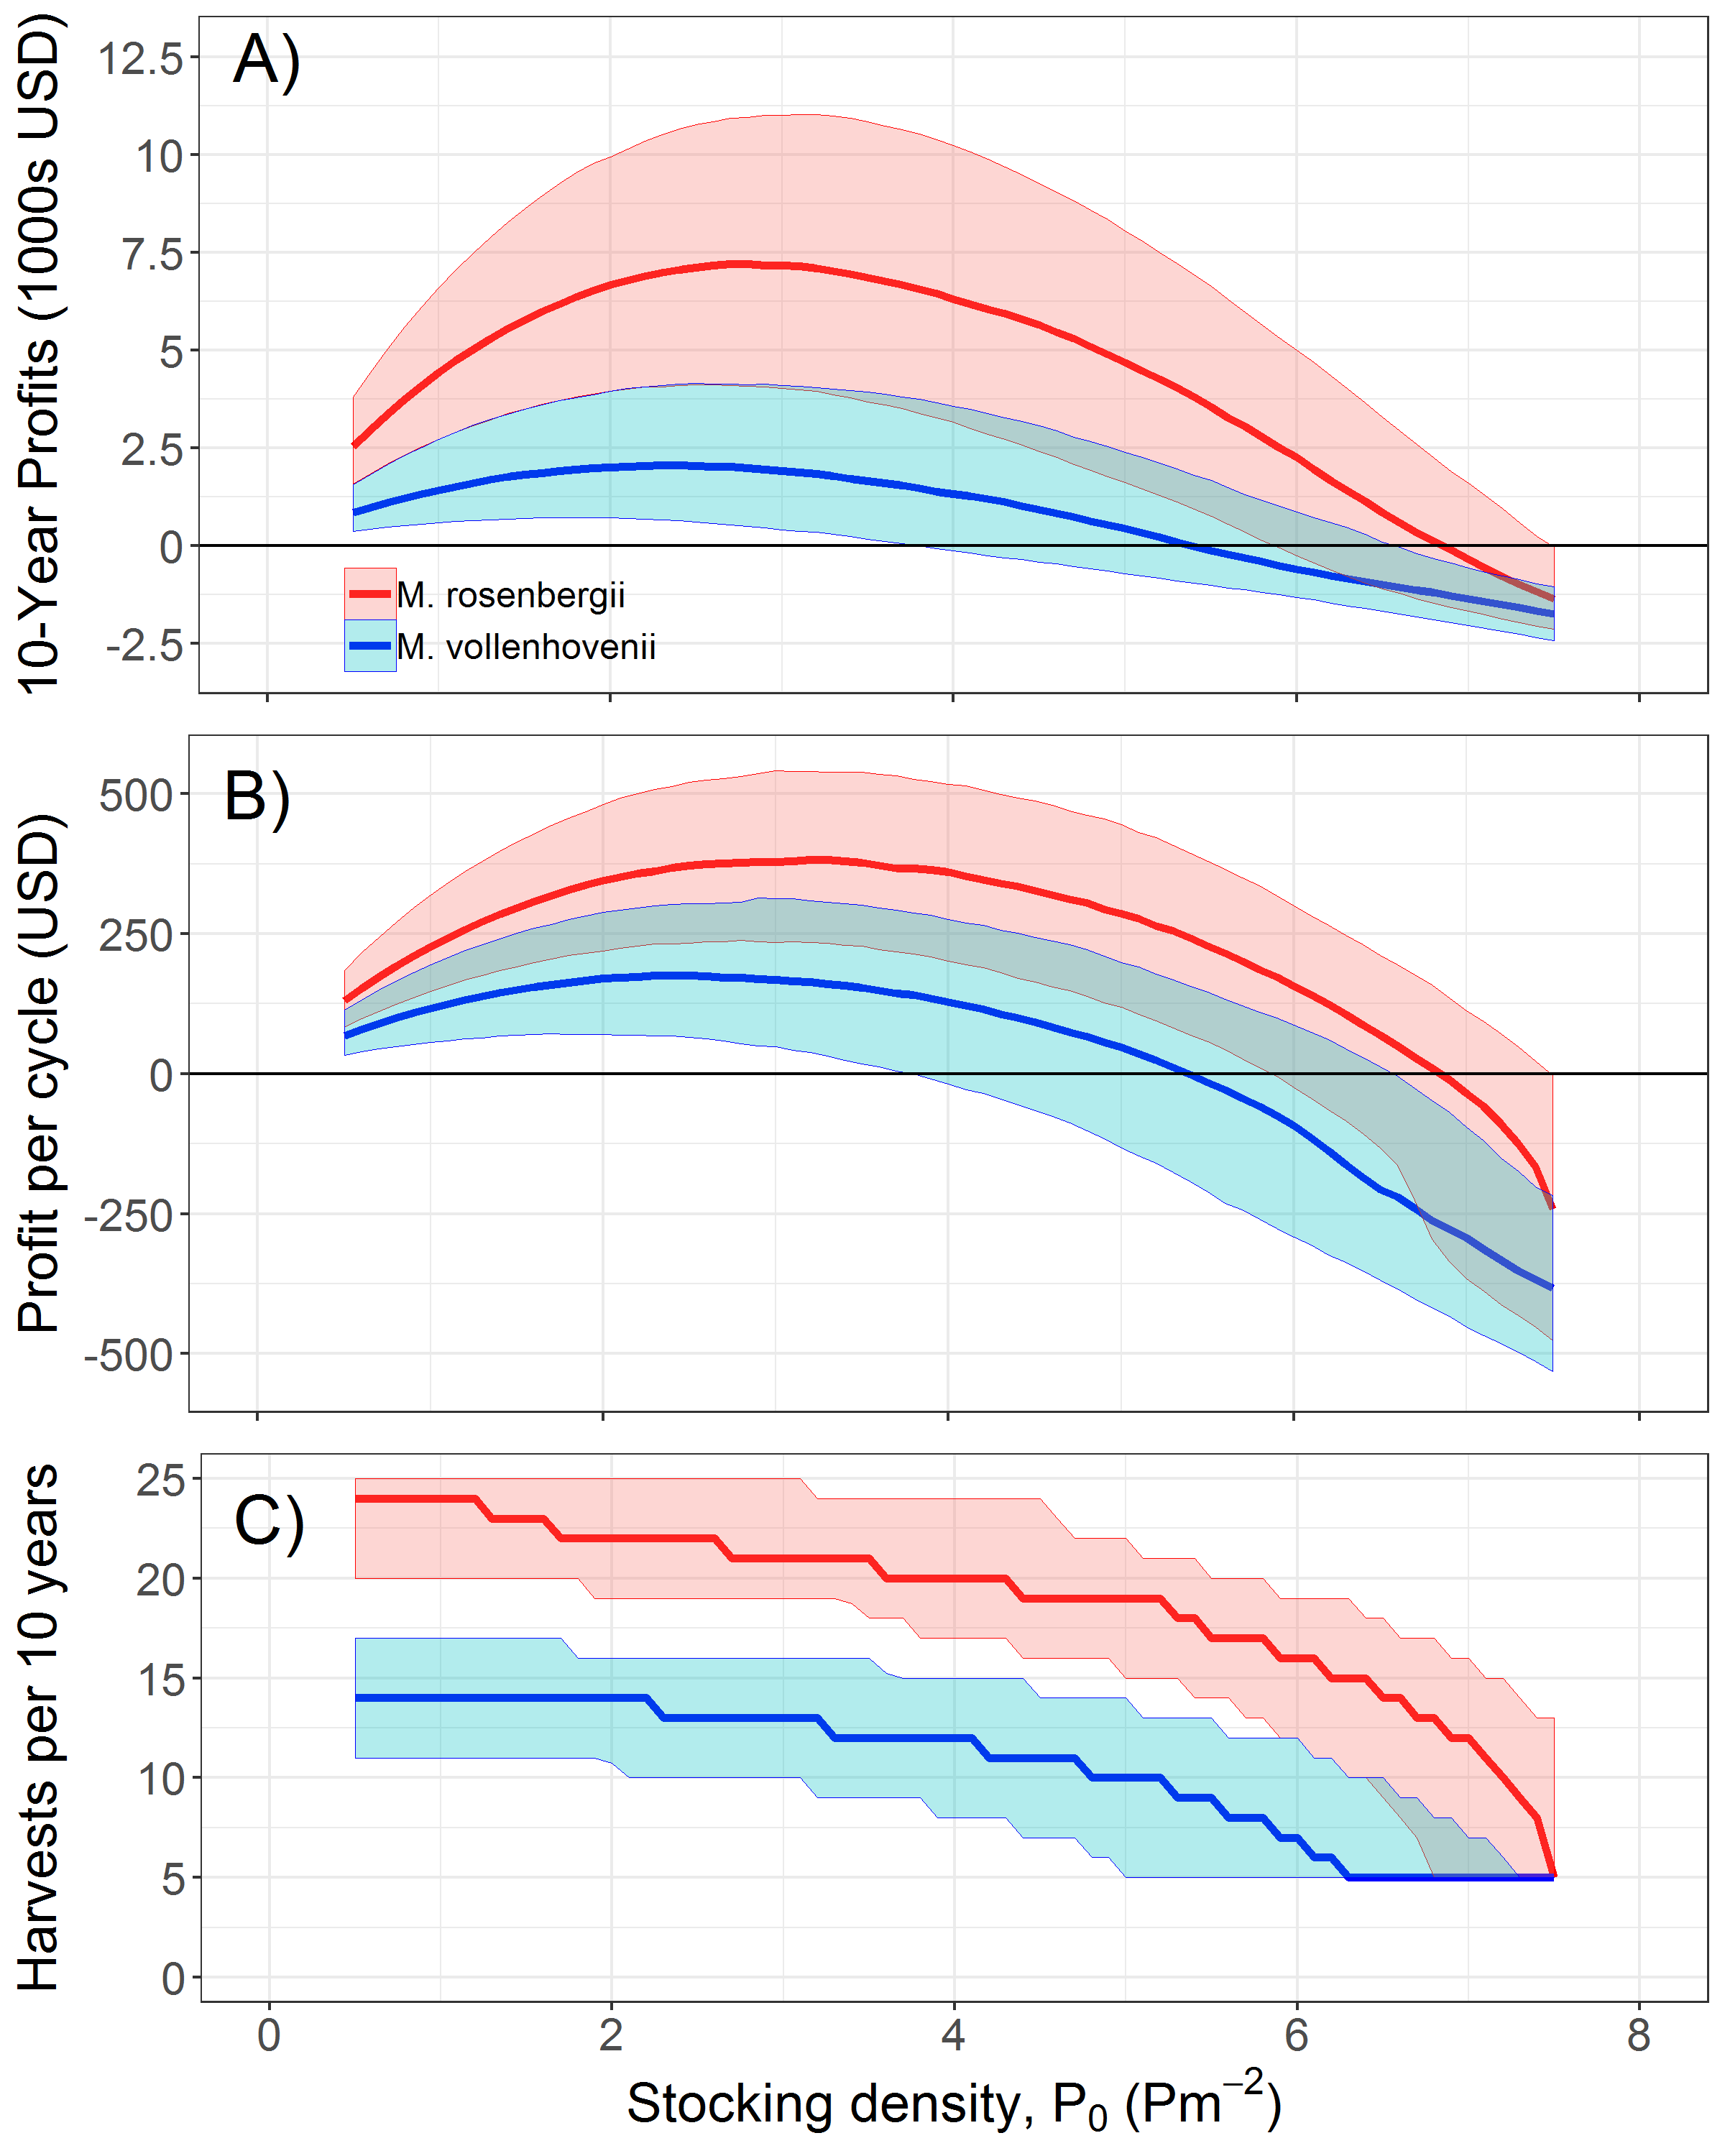 A)
10-Year Profits (1000s USD)
12.5
10
7.5
5
2.5
0
-2.5
M. rosenbergii
M. vollenhovenii
B)
Profit per cycle (USD)
500
250
0
-250
-500
C)
Harvests per 10 years
25
20
15
10
5
0
0 2 4 6 8
Stocking density, P₀ (Pm⁻²)